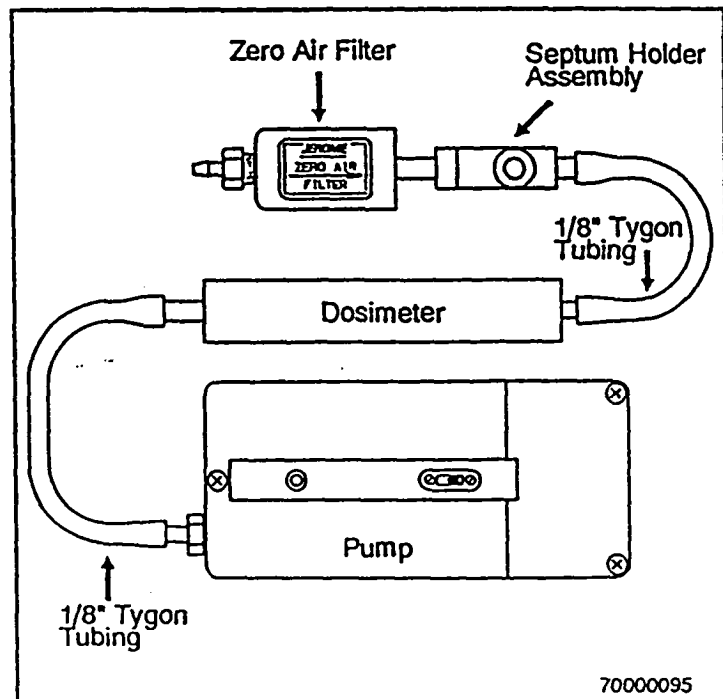 Zero Air Filter
Septum Holder
Assembly
JEROME
ZERO AIR
FILTER
1/8" Tygon
Tubing
Dosimeter
Pump
1/8" Tygon
Tubing
70000095